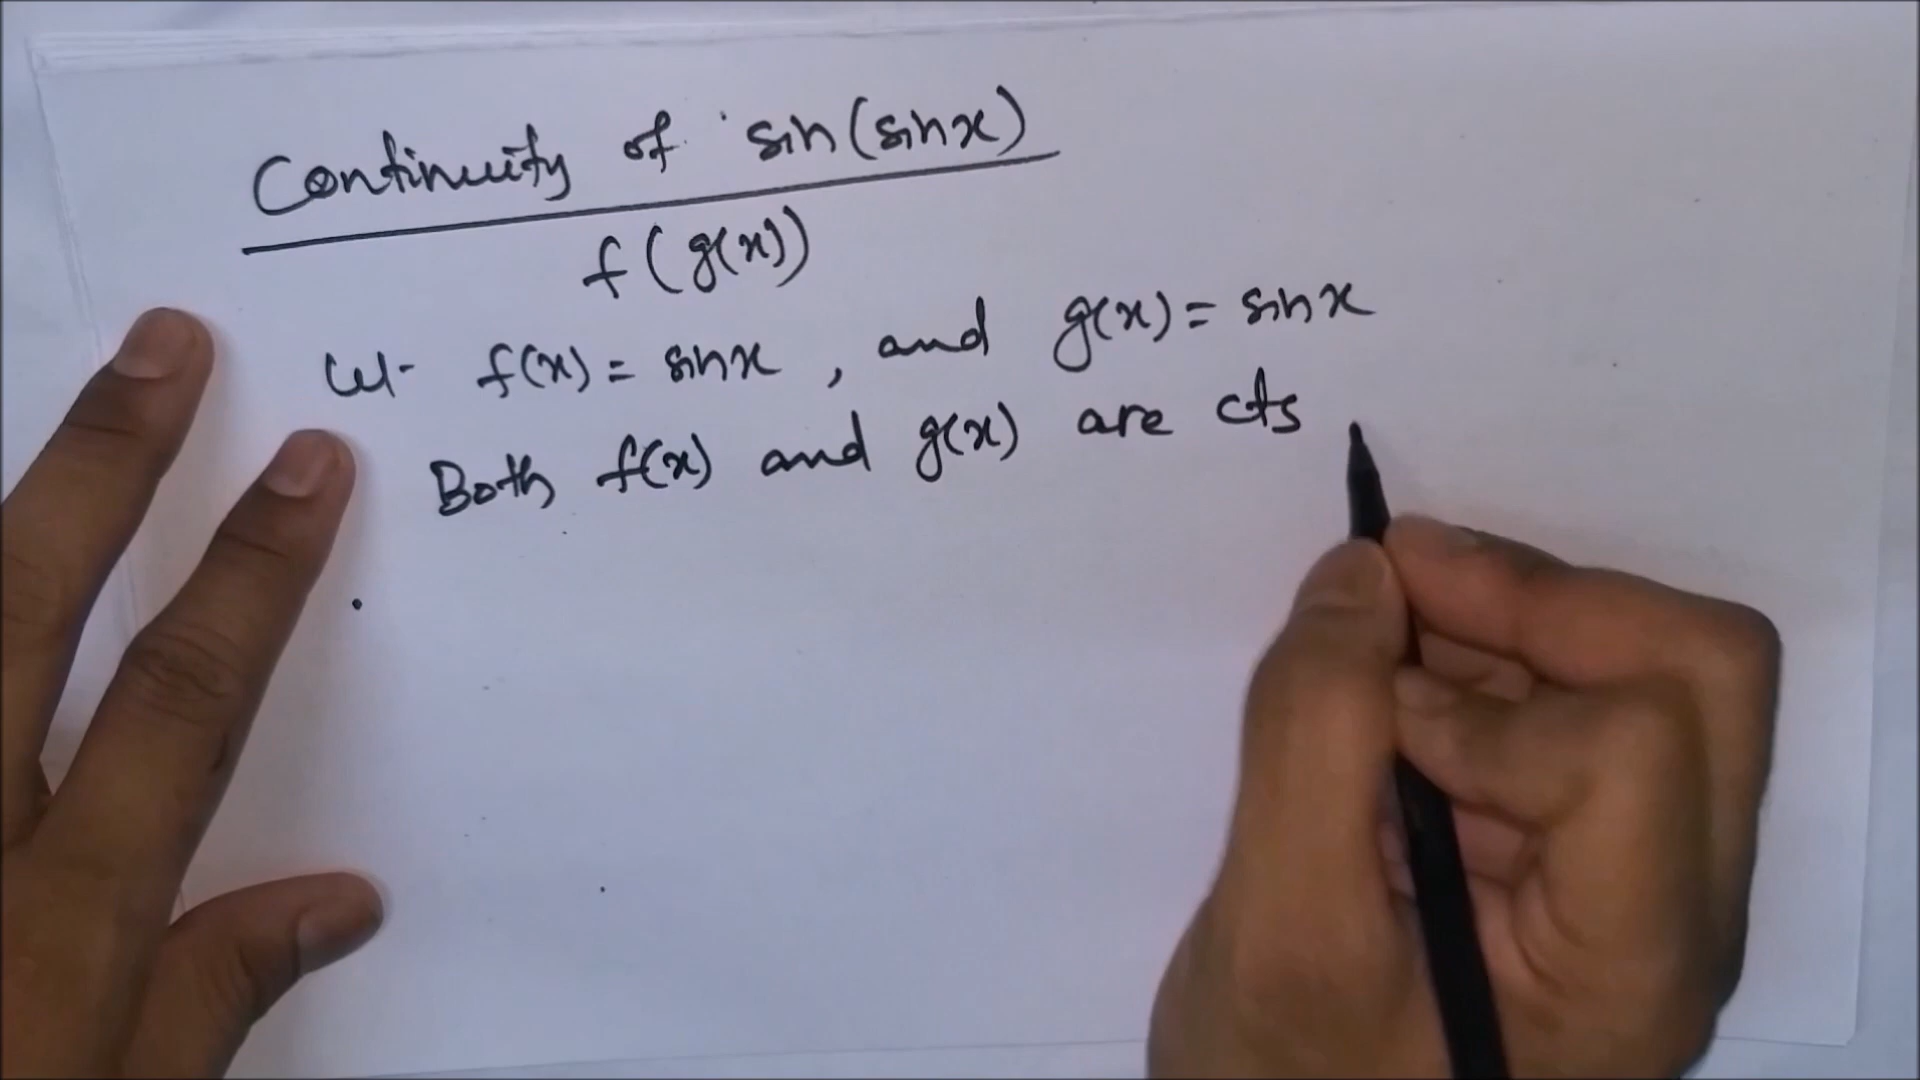 Continuity of sin(sinx)
f(g(x))
Let f(x) = sinx, and g(x) = sinx
Both f(x) and g(x) are cts